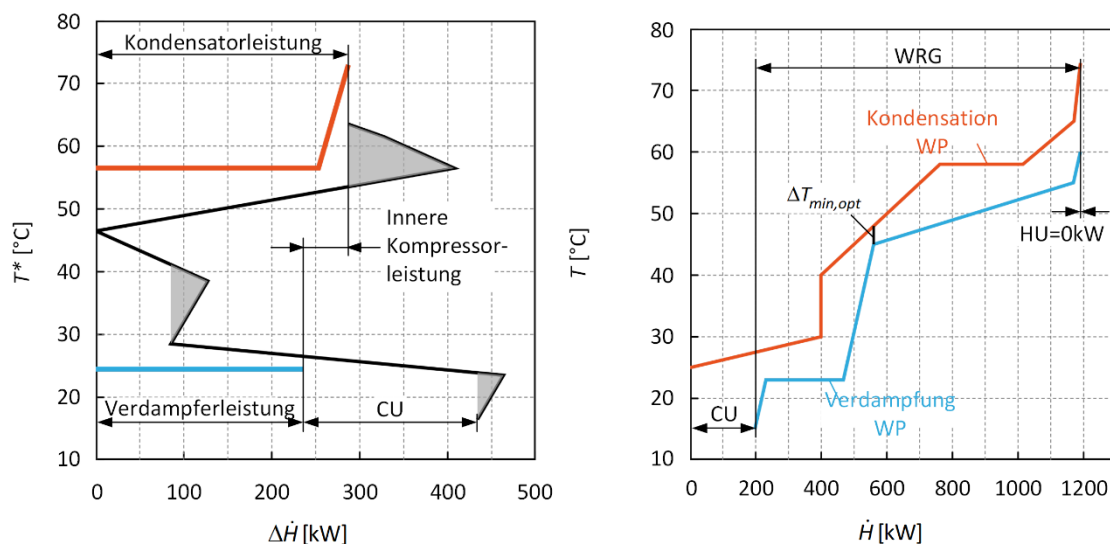 80
70
60
50
40
30
20
10
T* [°C]
Kondensatorleistung
Innere
Kompressor-
leistung
Verdampferleistung
CU
0
100
200
300
400
500
ΔḢ [kW]
80
70
60
50
40
30
20
10
T [°C]
WRG
Kondensation
WP
ΔTmin,opt
HU=0kW
Verdampfung
WP
CU
0
200
400
600
800
1000
1200
Ḣ [kW]